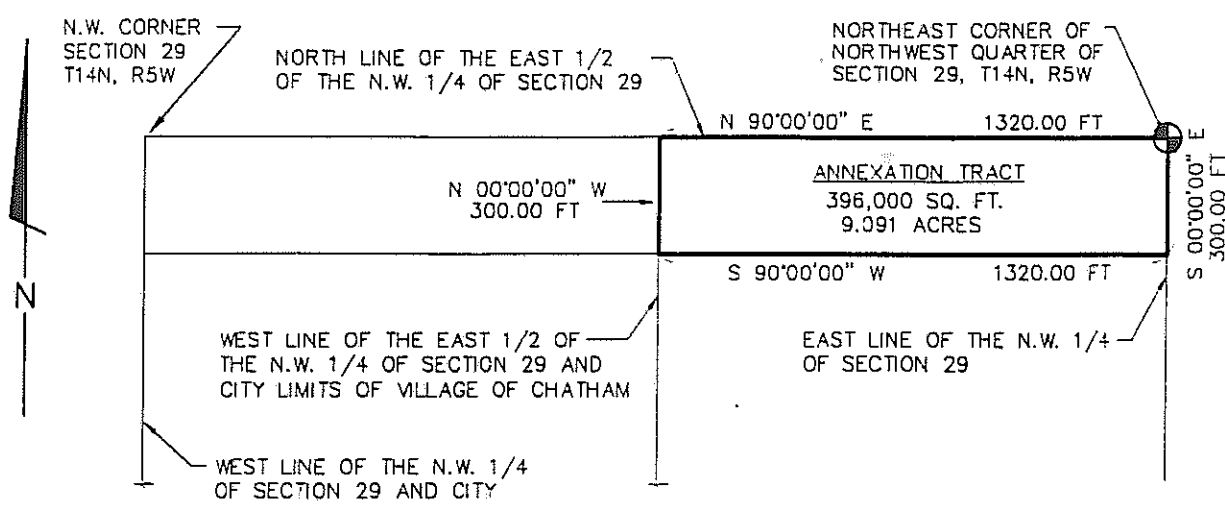 N.W. CORNER
SECTION 29
T14N, R5W
NORTH LINE OF THE EAST 1/2
OF THE N.W. 1/4 OF SECTION 29
NORTHEAST CORNER OF
NORTHWEST QUARTER OF
SECTION 29, T14N, R5W
N 90°00'00" E 1320.00 FT
ANNEXATION TRACT
396,000 SQ. FT.
9.091 ACRES
N 00°00'00" W
300.00 FT
S 00°00'00" E
300.00 FT
S 90°00'00" W 1320.00 FT
N
WEST LINE OF THE EAST 1/2 OF
THE N.W. 1/4 OF SECTION 29 AND
CITY LIMITS OF VILLAGE OF CHATHAM
EAST LINE OF THE N.W. 1/4
OF SECTION 29
WEST LINE OF THE N.W. 1/4
OF SECTION 29 AND CITY